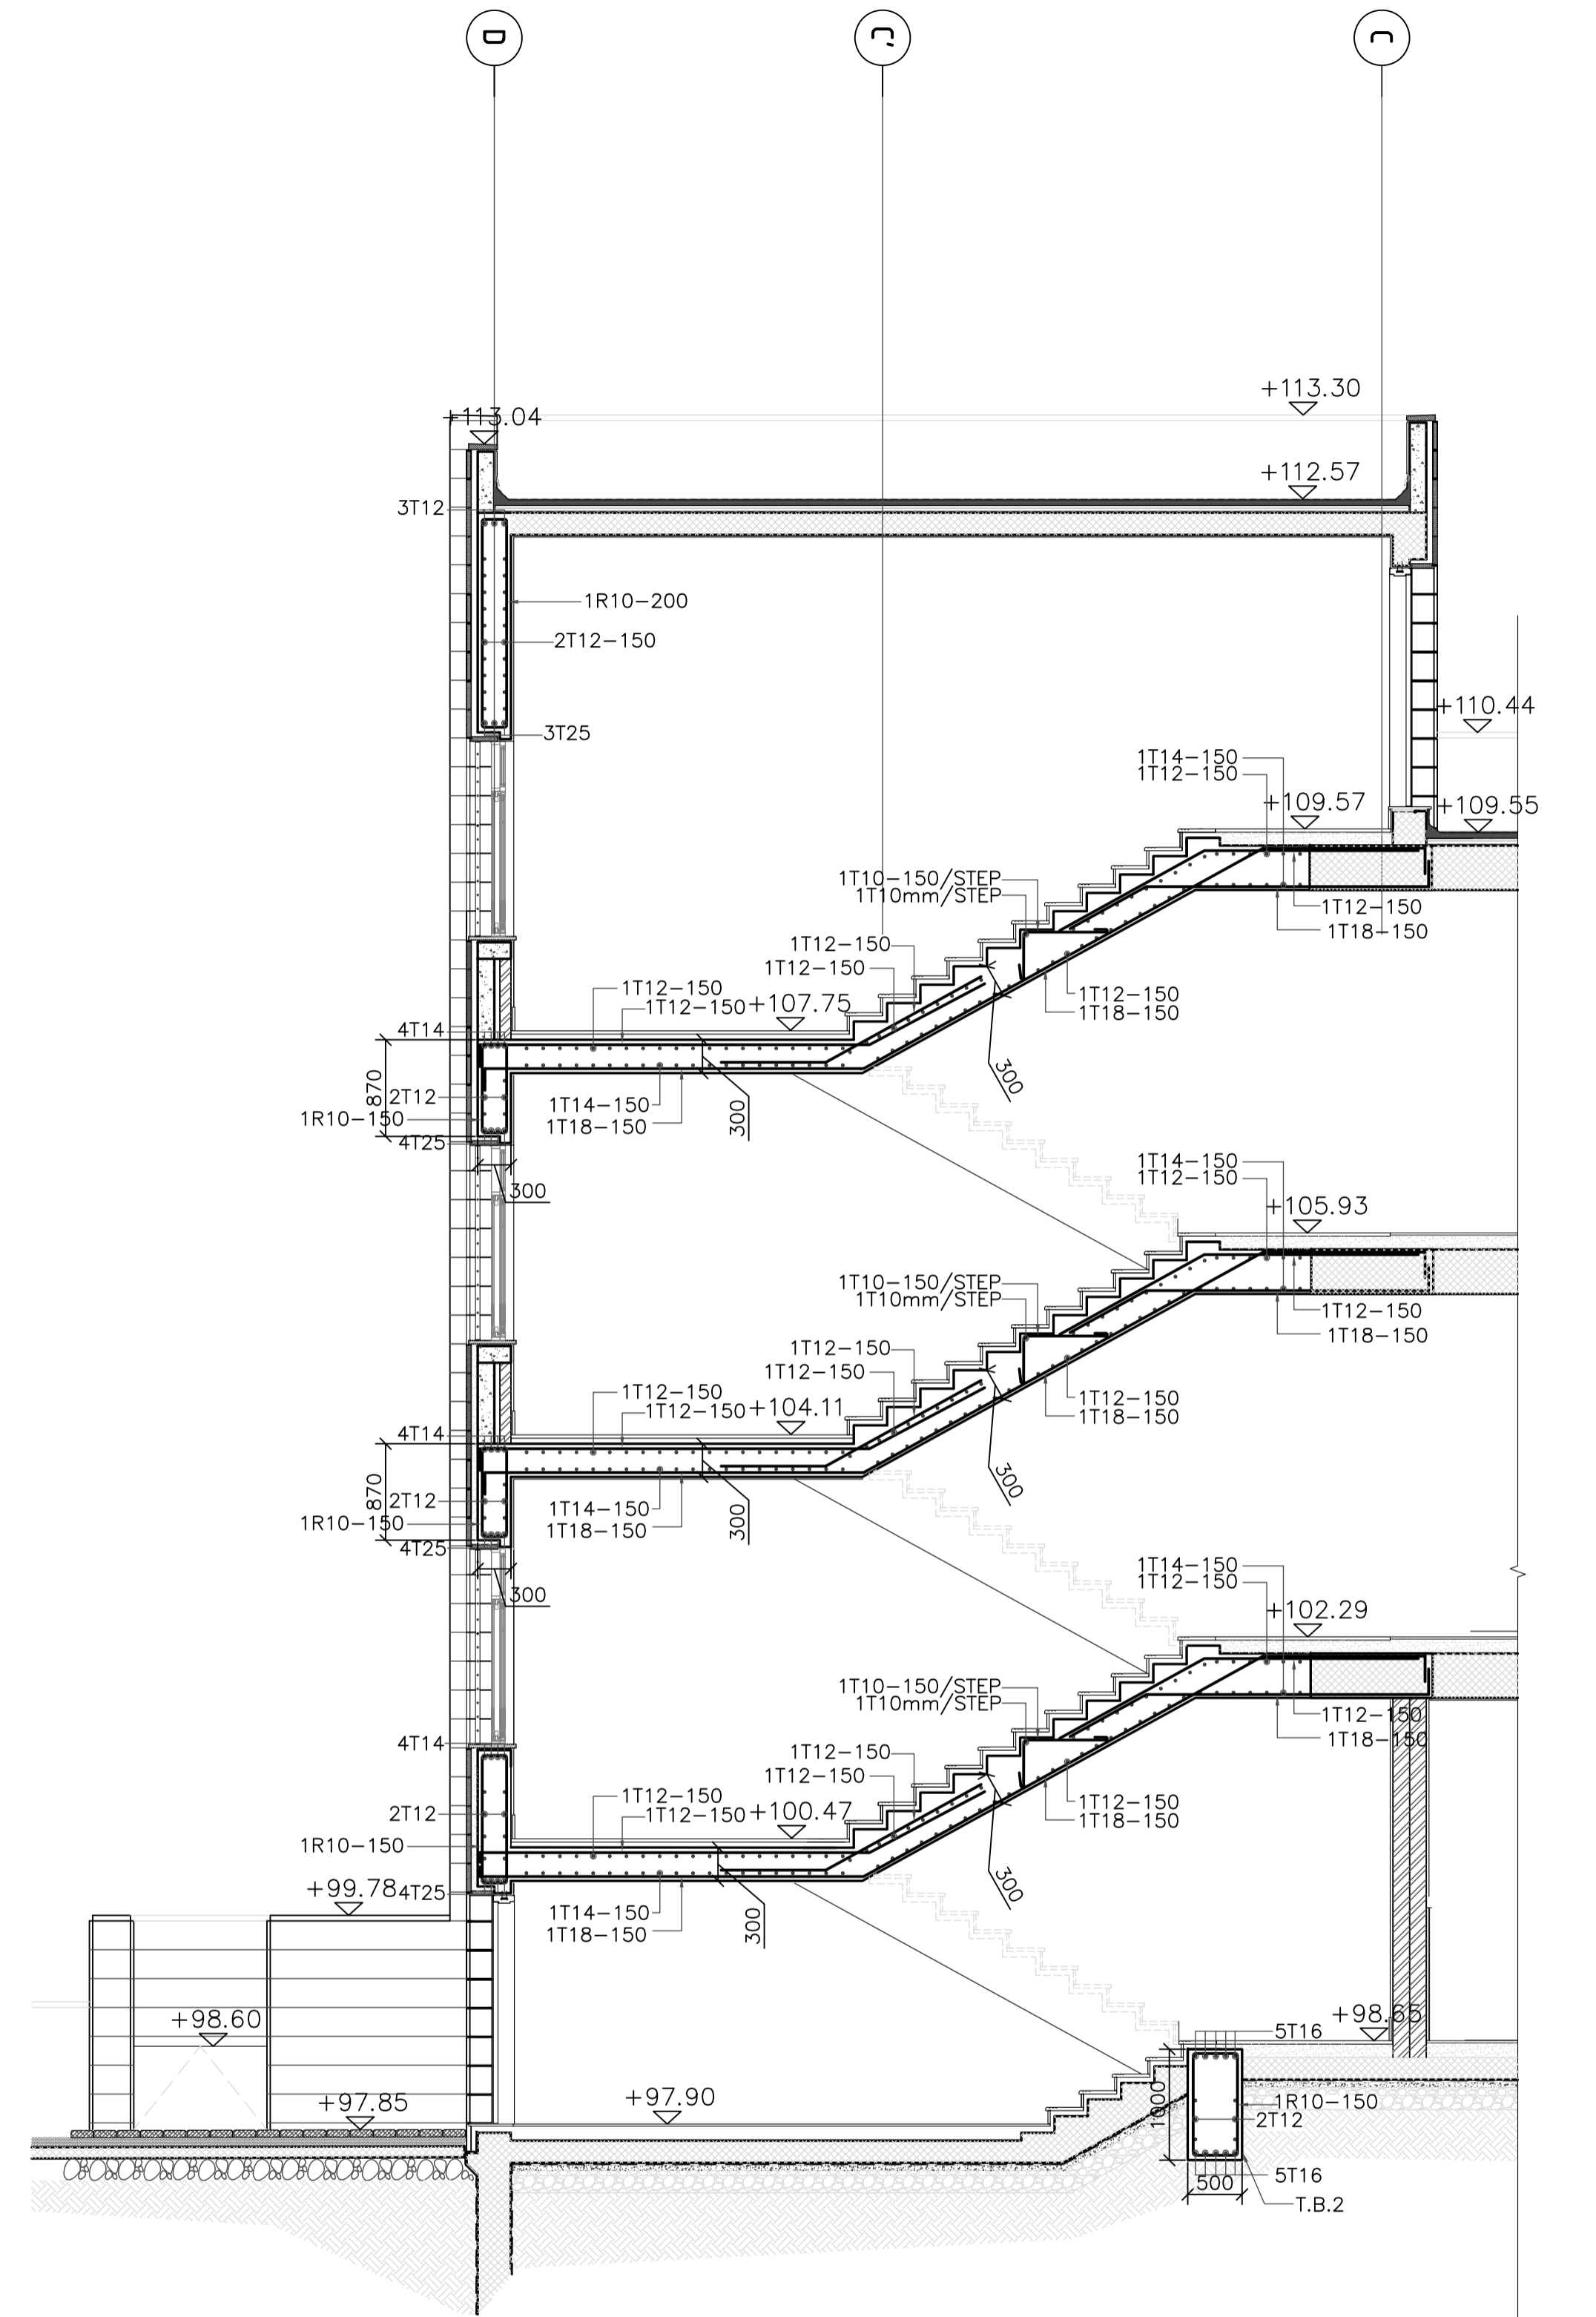 D
C'
C
+113.30
+113.04
+112.57
3T12
1R10-200
2T12-150
+110.44
3T25
1T14-150
1T12-150
+109.57
+109.55
1T10-150/STEP
1T10mm/STEP
1T12-150
1T18-150
1T12-150
1T12-150
1T12-150
1T12-150
+107.75
1T12-150
1T18-150
4T14
870
2T12
1R10-150
1T14-150
1T18-150
300
300
4T25
300
1T14-150
1T12-150
+105.93
1T10-150/STEP
1T10mm/STEP
1T12-150
1T18-150
1T12-150
1T12-150
1T12-150
1T12-150
+104.11
1T12-150
1T18-150
4T14
870
2T12
1R10-150
1T14-150
1T18-150
300
300
4T25
300
1T14-150
1T12-150
+102.29
1T10-150/STEP
1T10mm/STEP
1T12-150
1T18-150
4T14
1T12-150
1T12-150
1T12-150
1T12-150
+100.47
1T12-150
1T18-150
2T12
1R10-150
+99.78
4T25
1T14-150
1T18-150
300
300
+98.60
+98.65
5T16
+97.85
+97.90
1000
1R10-150
2T12
5T16
500
T.B.2